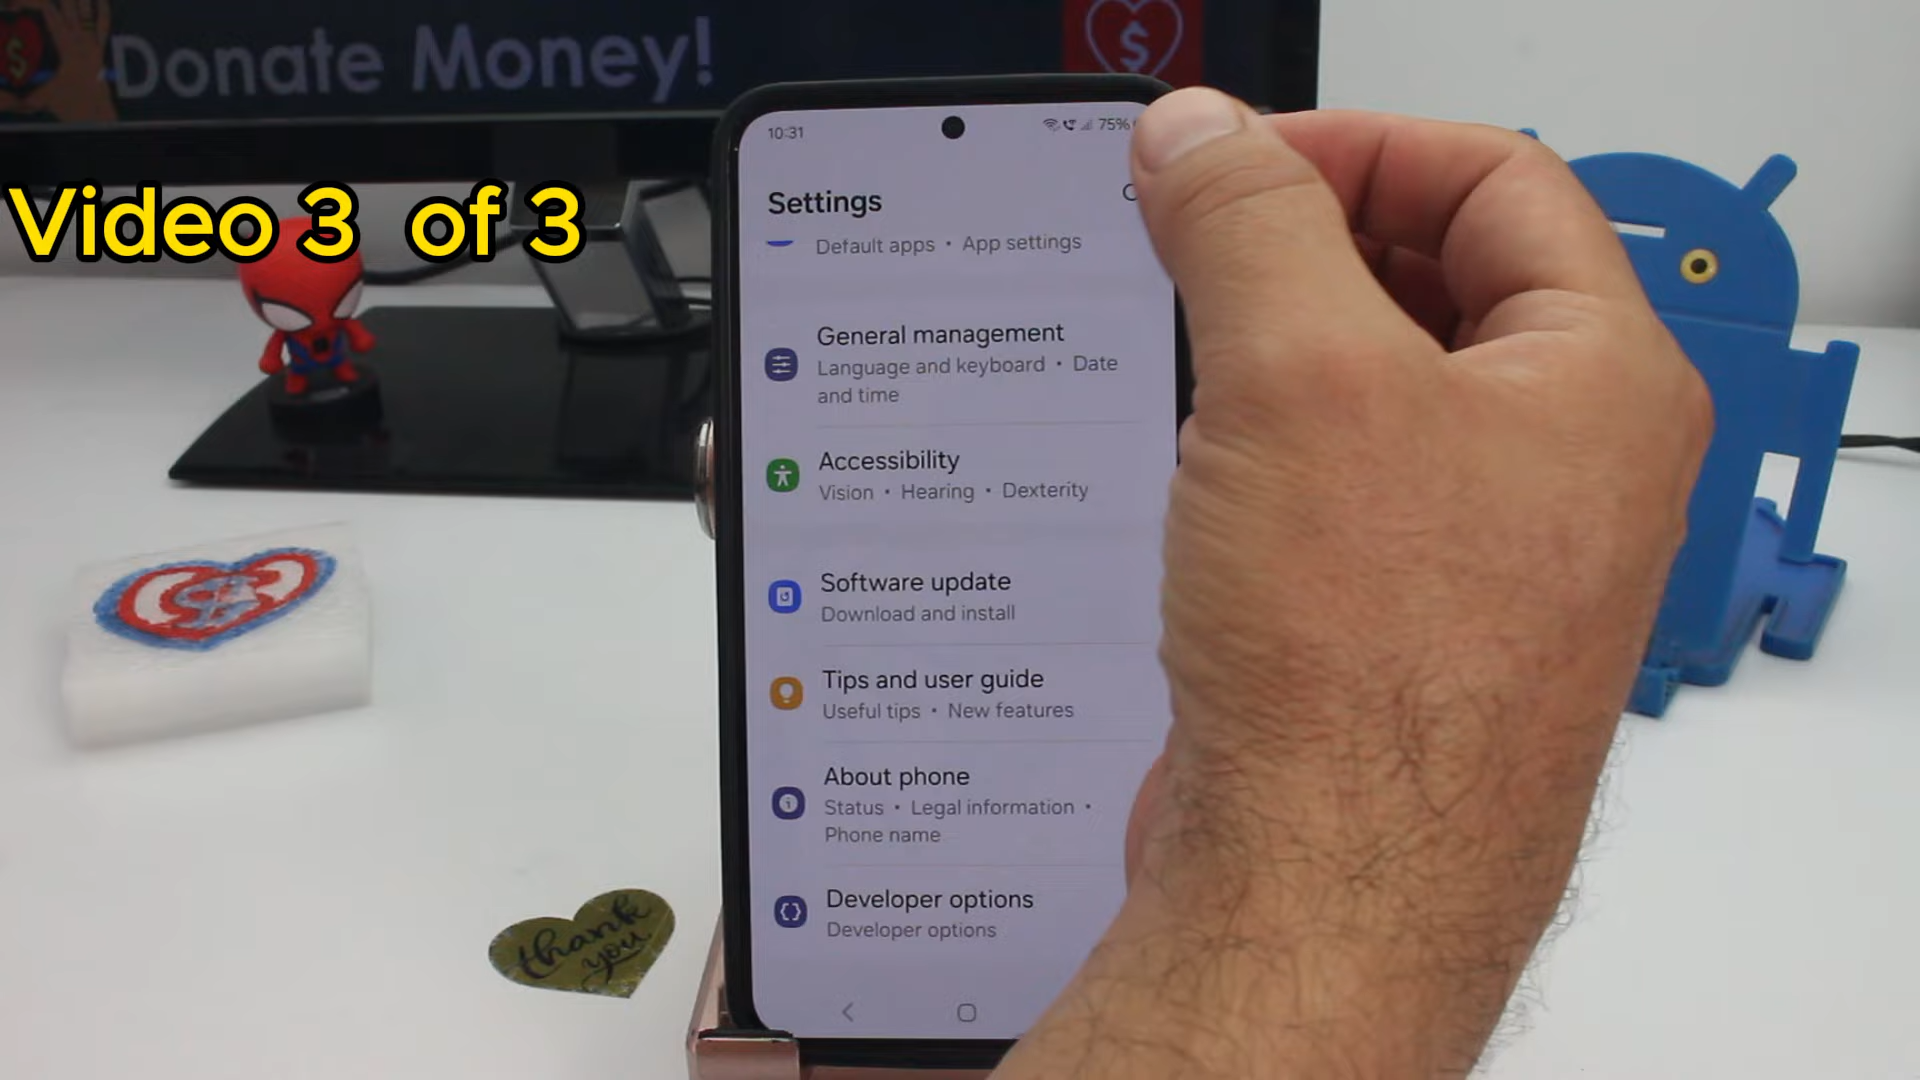 Donate Money!
$
$
Video 3 of 3
10:31
75%
Settings
Default apps • App settings
General management
Language and keyboard • Date
and time
Accessibility
Vision • Hearing • Dexterity
Software update
Download and install
Tips and user guide
Useful tips • New features
About phone
Status • Legal information •
Phone name
Developer options
Developer options
thank
you